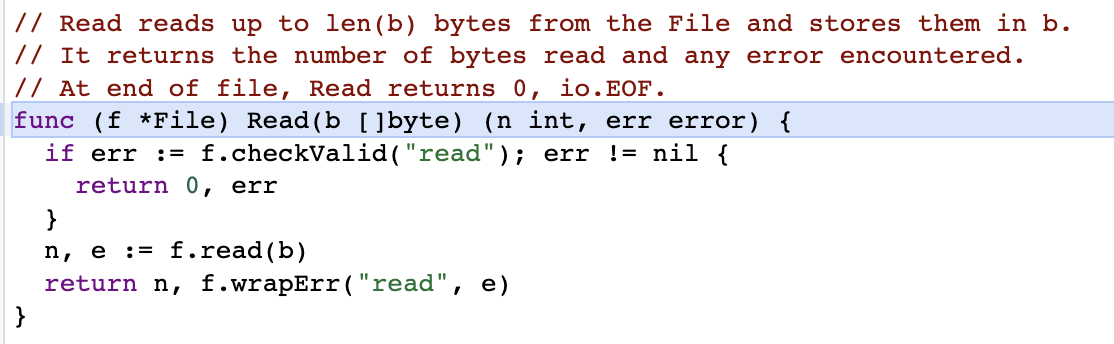 // Read reads up to len(b) bytes from the File and stores them in b.
// It returns the number of bytes read and any error encountered.
// At end of file, Read returns 0, io.EOF.
func (f *File) Read(b []byte) (n int, err error) {
  if err := f.checkValid("read"); err != nil {
    return 0, err
  }
  n, e := f.read(b)
  return n, f.wrapErr("read", e)
}